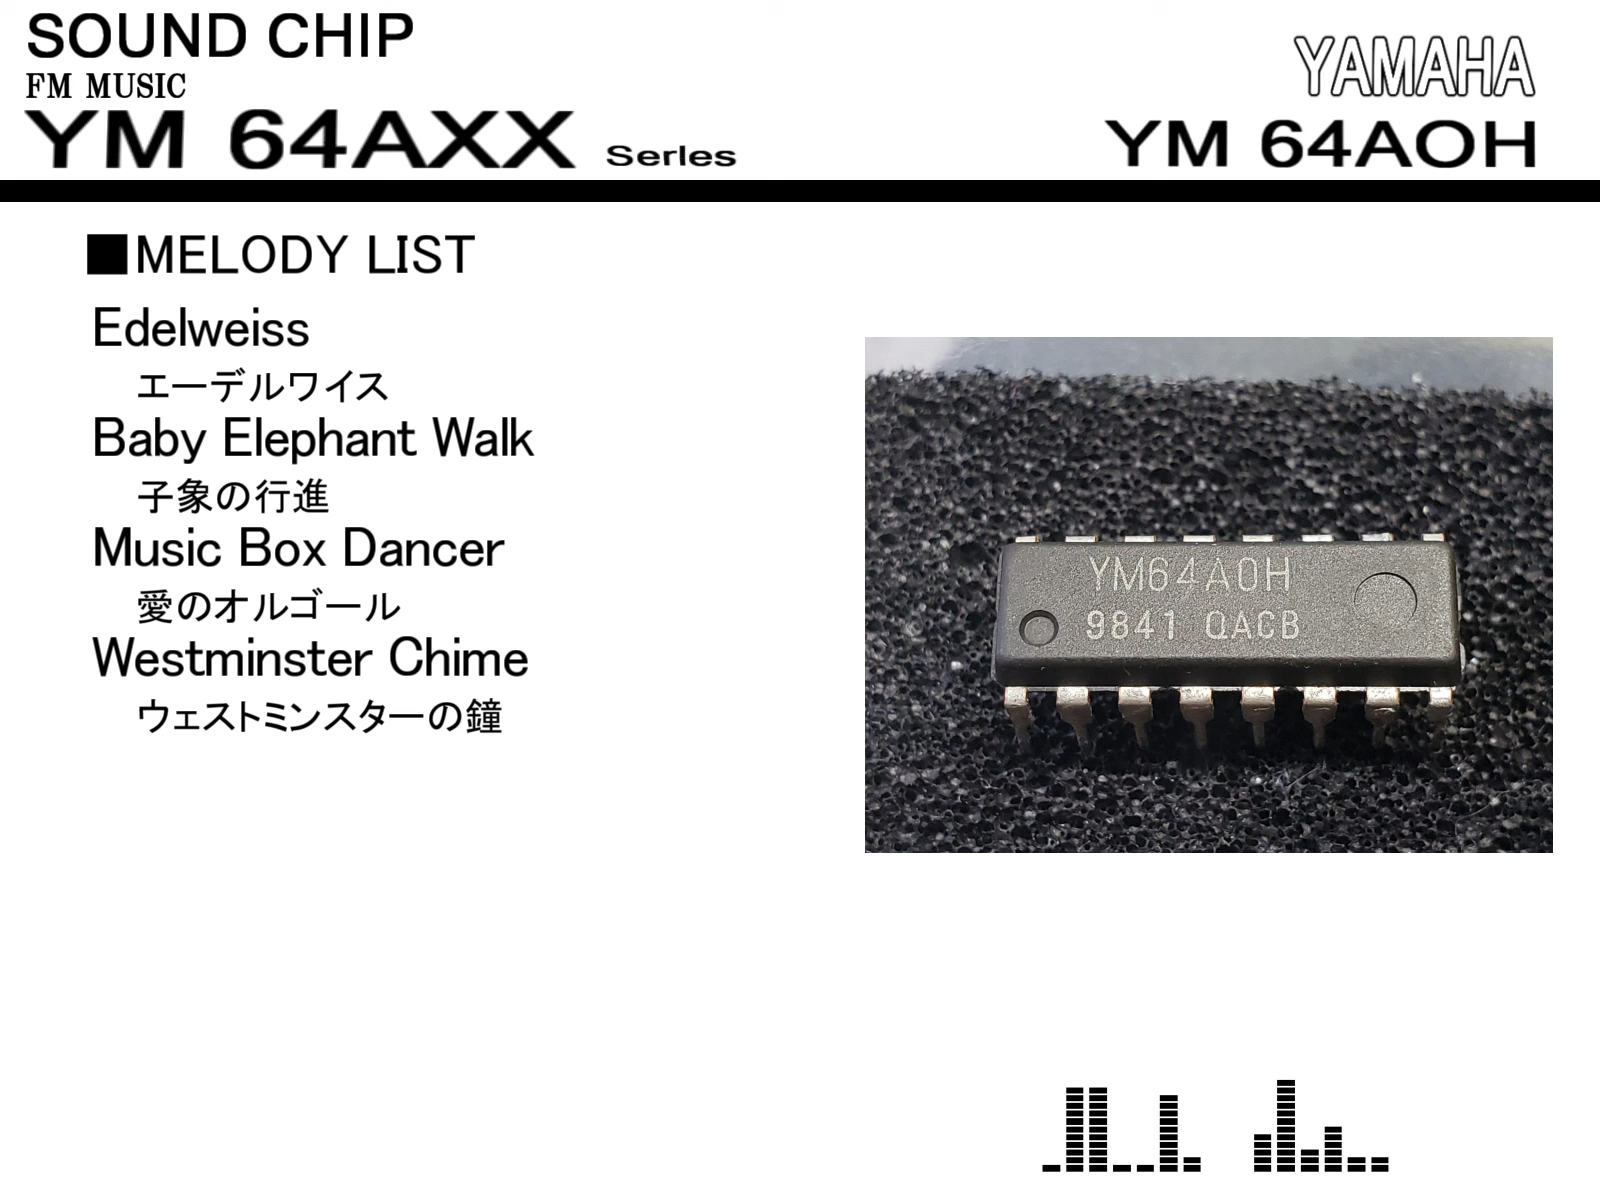 SOUND CHIP
FM MUSIC
YM 64AXX Serles
YAMAHA
YM 64AOH
■MELODY LIST
Edelweiss
エーデルワイス
Baby Elephant Walk
子象の行進
Music Box Dancer
愛のオルゴール
Westminster Chime
ウェストミンスターの鐘
YM64A0H
9841 QACB